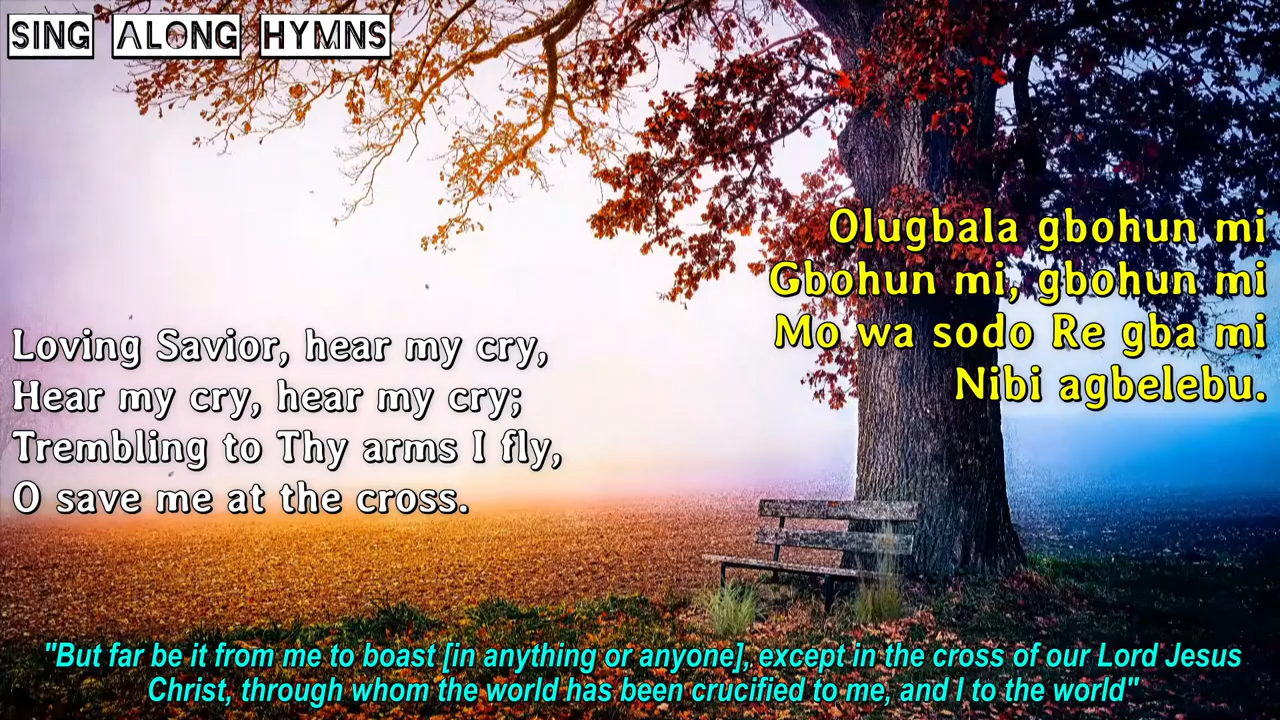 SING ALONG HYMNS
Loving Savior, hear my cry,
Hear my cry, hear my cry;
Trembling to Thy arms I fly,
O save me at the cross.
Olugbala gbohun mi
Gbohun mi, gbohun mi
Mo wa sodo Re gba mi
Nibi agbelebu.
"But far be it from me to boast [in anything or anyone], except in the cross of our Lord Jesus
Christ, through whom the world has been crucified to me, and I to the world"